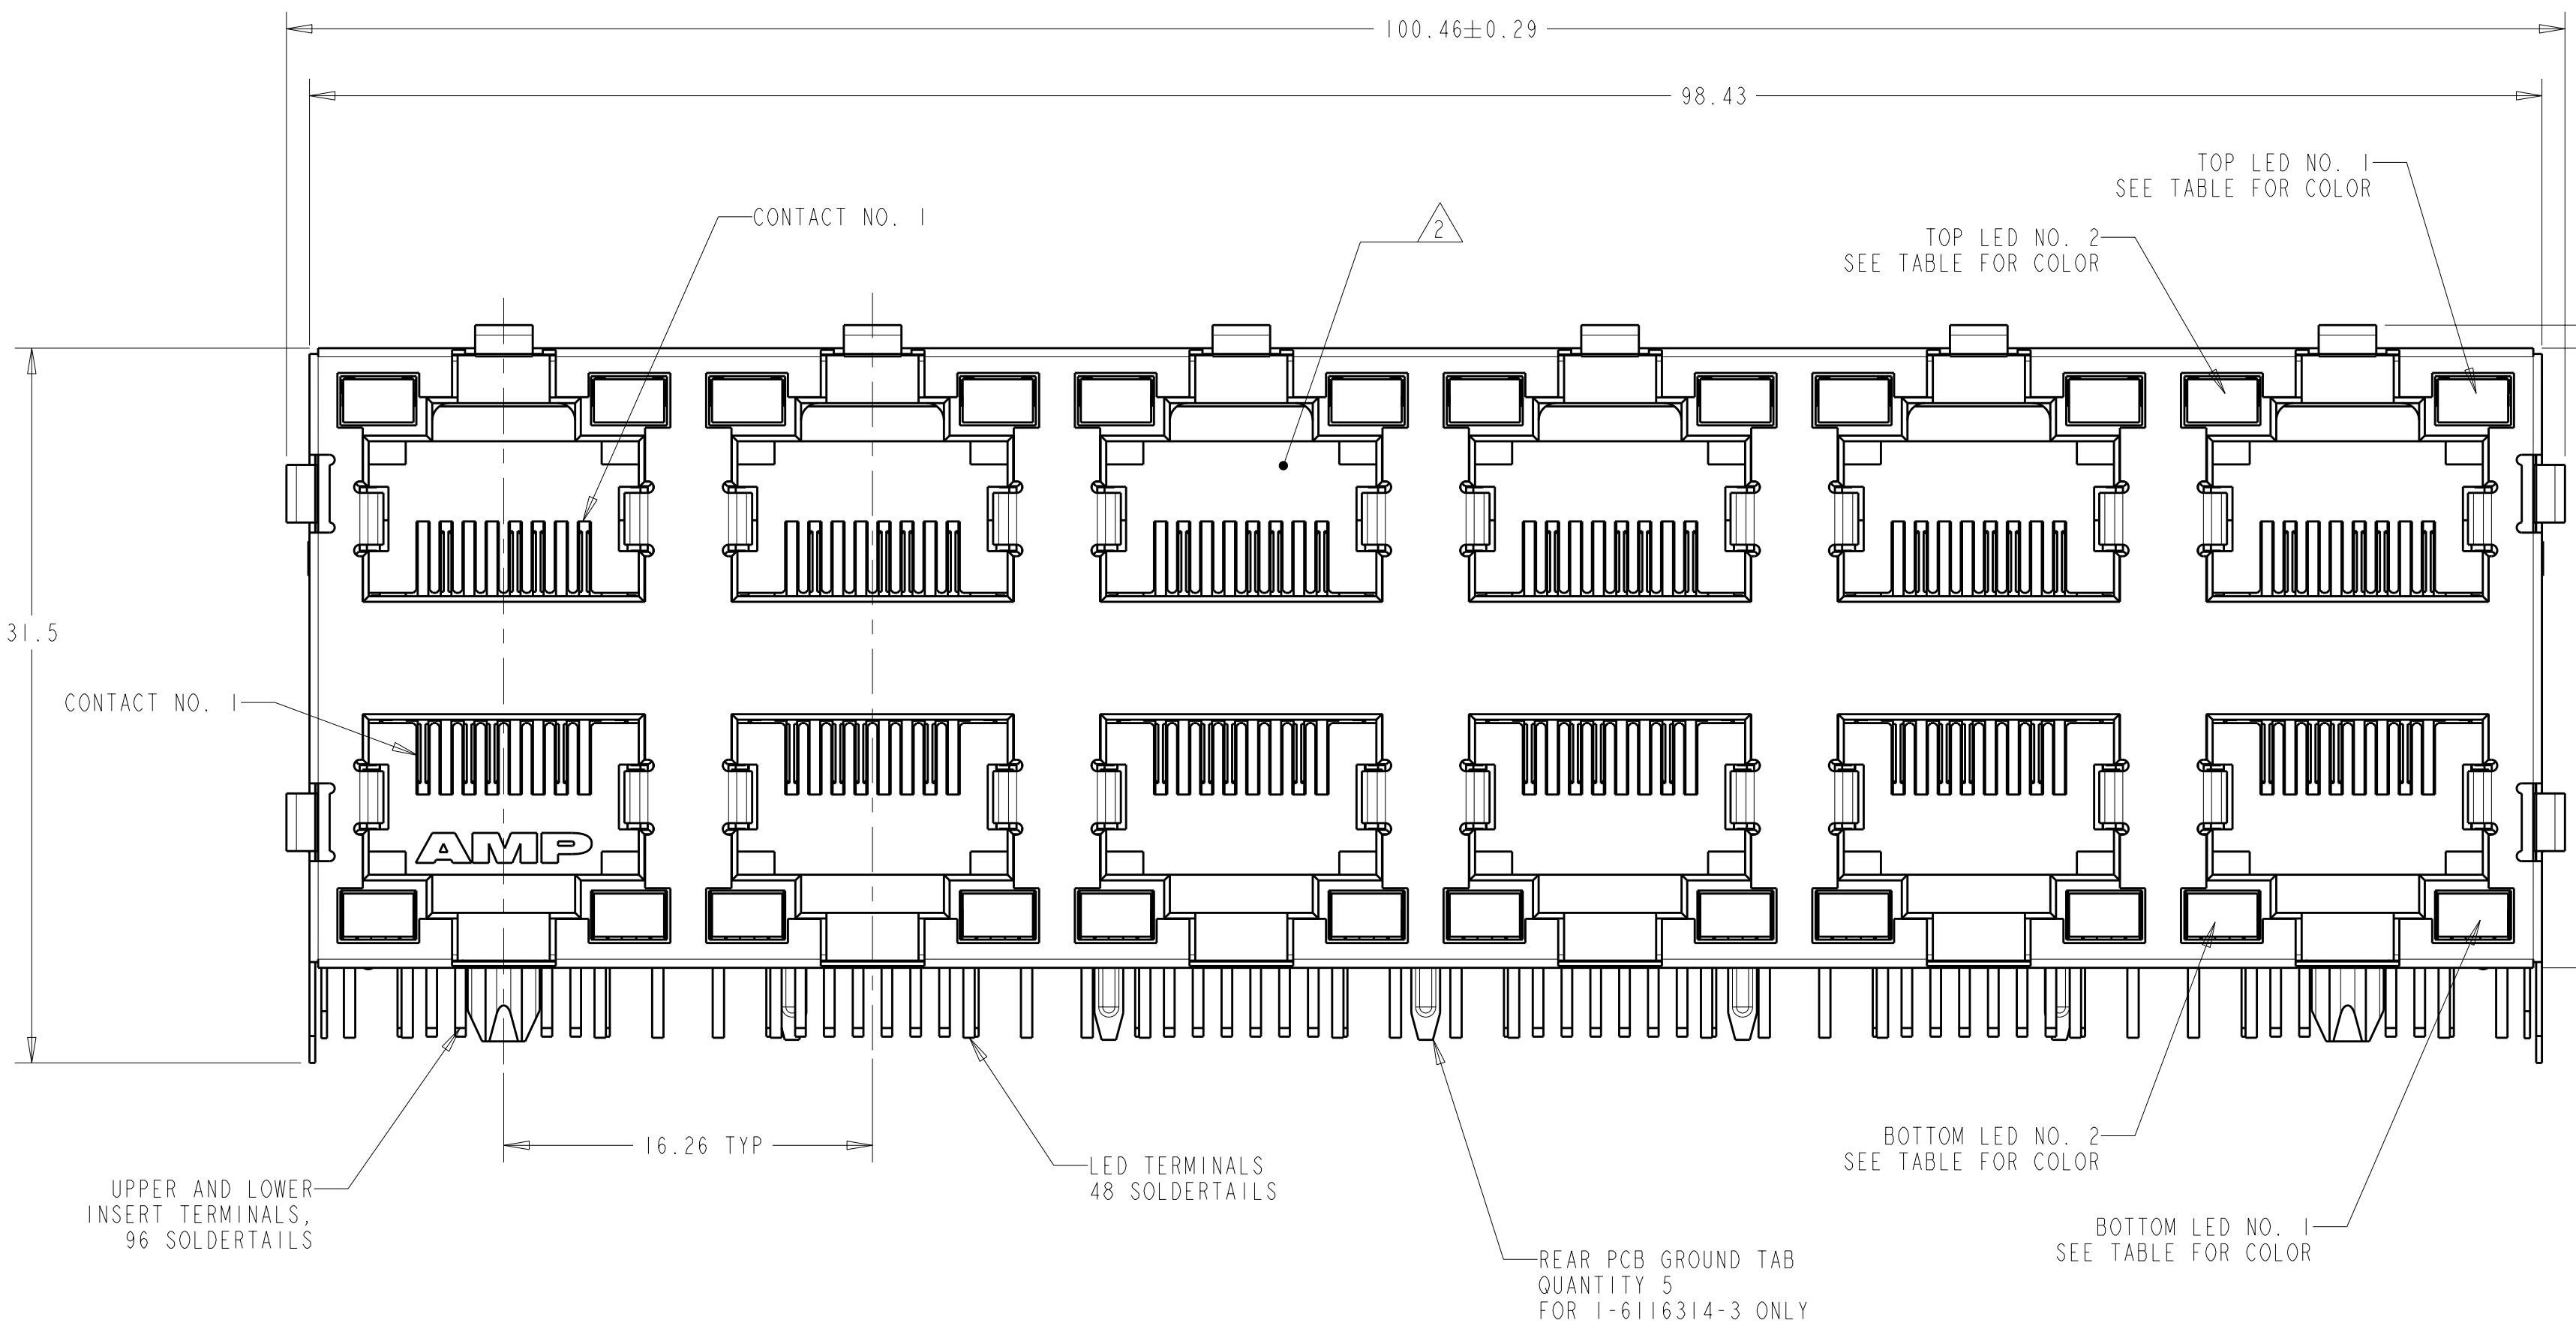 100.46±0.29
98.43
TOP LED NO. 1
SEE TABLE FOR COLOR
CONTACT NO. 1
2
TOP LED NO. 2
SEE TABLE FOR COLOR
31.5
CONTACT NO. 1
AMP
16.26 TYP
BOTTOM LED NO. 2
SEE TABLE FOR COLOR
LED TERMINALS
48 SOLDERTAILS
UPPER AND LOWER
INSERT TERMINALS,
96 SOLDERTAILS
BOTTOM LED NO. 1
SEE TABLE FOR COLOR
REAR PCB GROUND TAB
QUANTITY 5
FOR 1-6116314-3 ONLY